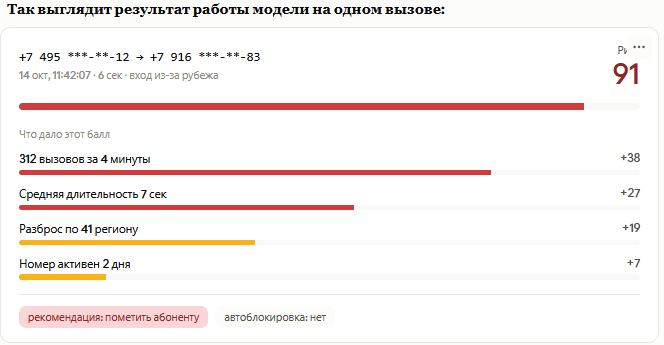 Так выглядит результат работы модели на одном вызове:
+7 495 ***-**-12 → +7 916 ***-**-83
14 окт, 11:42:07 · 6 сек · вход из-за рубежа
91
Что дало этот балл
312 вызовов за 4 минуты +38
Средняя длительность 7 сек +27
Разброс по 41 региону +19
Номер активен 2 дня +7
рекомендация: пометить абоненту автоблокировка: нет